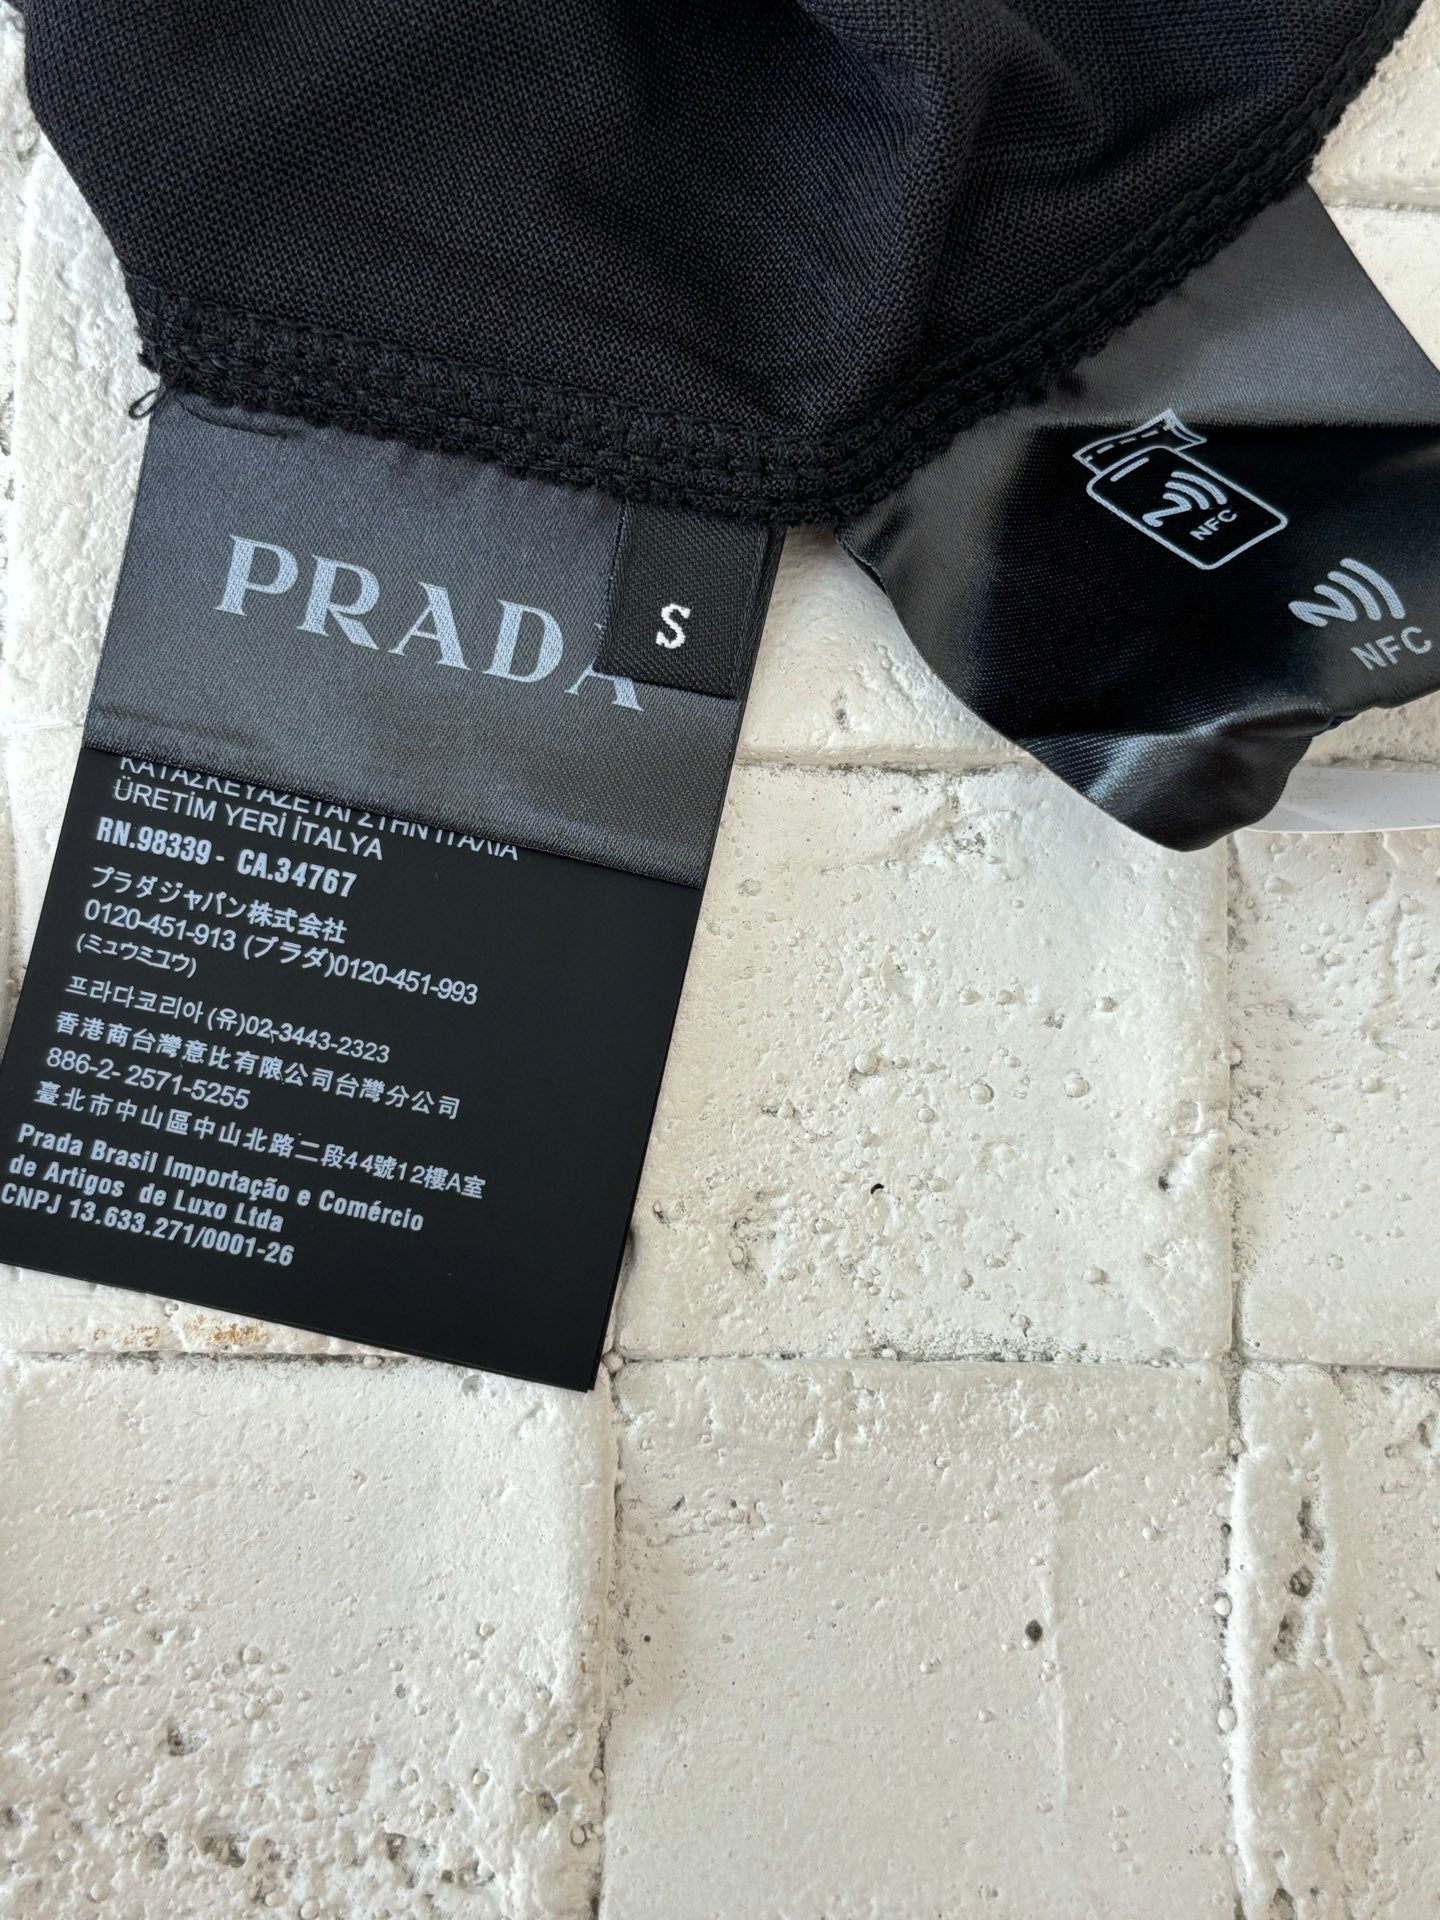 PRADA
S
NFC
NFC
ΚΑΤΑΣΚΕΥΑΖΕΤΑΙ ΣΤΗΝ ΙΤΑΛΙΑ
ÜRETİM YERİ İTALYA
RN.98339 - CA.34767
プラダジャパン株式会社
0120-451-913 (プラダ)0120-451-993
(ミュウミュウ)
프라다코리아(유)02-3443-2323
香港商台灣意比有限公司台灣分公司
886-2- 2571-5255
臺北市中山區中山北路二段44號12樓A室
Prada Brasil Importação e Comércio
de Artigos de Luxo Ltda
CNPJ 13.633.271/0001-26